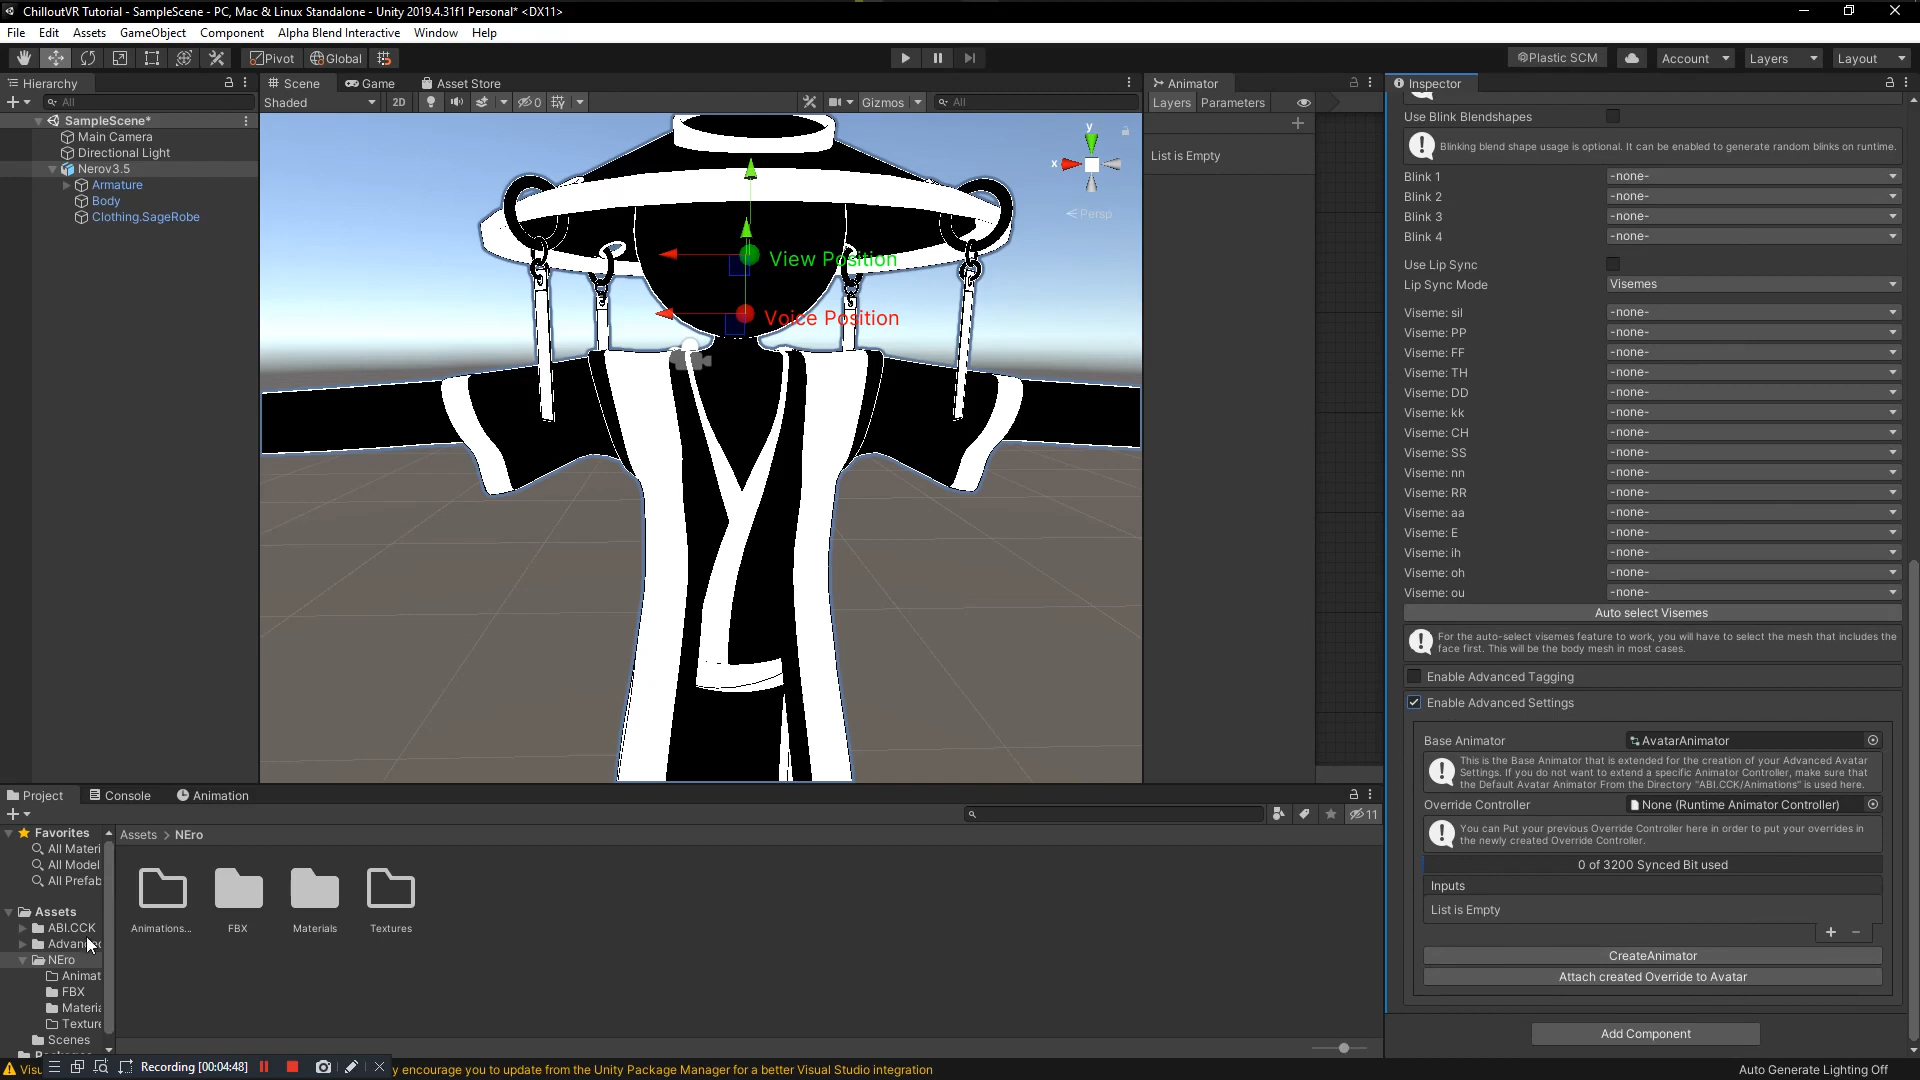 ChilloutVR Tutorial - SampleScene - PC, Mac & Linux Standalone - Unity 2019.4.31f1 Personal* <DX11>
File Edit Assets GameObject Component Alpha Blend Interactive Window Help
Pivot Global Plastic SCM Account Layers Layout
Hierarchy
All
SampleScene*
Main Camera
Directional Light
Nerov3.5
Armature
Body
Clothing.SageRobe
Scene Game Asset Store
Shaded 2D 0 Gizmos All
y
x
Persp
View Position
Voice Position
Animator
Layers Parameters
List is Empty
Inspector
Use Blink Blendshapes
Blinking blend shape usage is optional. It can be enabled to generate random blinks on runtime.
Blink 1 -none-
Blink 2 -none-
Blink 3 -none-
Blink 4 -none-
Use Lip Sync
Lip Sync Mode Visemes
Viseme: sil -none-
Viseme: PP -none-
Viseme: FF -none-
Viseme: TH -none-
Viseme: DD -none-
Viseme: kk -none-
Viseme: CH -none-
Viseme: SS -none-
Viseme: nn -none-
Viseme: RR -none-
Viseme: aa -none-
Viseme: E -none-
Viseme: ih -none-
Viseme: oh -none-
Viseme: ou -none-
Auto select Visemes
For the auto-select visemes feature to work, you will have to select the mesh that includes the
face first. This will be the body mesh in most cases.
Enable Advanced Tagging
Enable Advanced Settings
Base Animator AvatarAnimator
This is the Base Animator that is extended for the creation of your Advanced Avatar
Settings. If you do not want to extend a specific Animator Controller, make sure that
the Default Avatar Animator From the Directory "ABI.CCK/Animations" is used here.
Override Controller None (Runtime Animator Controller)
You can Put your previous Override Controller here in order to put your overrides in
the newly created Override Controller.
0 of 3200 Synced Bit used
Inputs
List is Empty
+ -
CreateAnimator
Attach created Override to Avatar
Add Component
Project Console Animation
11
Favorites
All Materi
All Model
All Prefab
Assets
ABI.CCK
Advanced
NEro
Animat
FBX
Materia
Texture
Scenes
Assets > NEro
Animations... FBX Materials Textures
Visu
Recording [00:04:48]
y encourage you to update from the Unity Package Manager for a better Visual Studio integration
Auto Generate Lighting Off